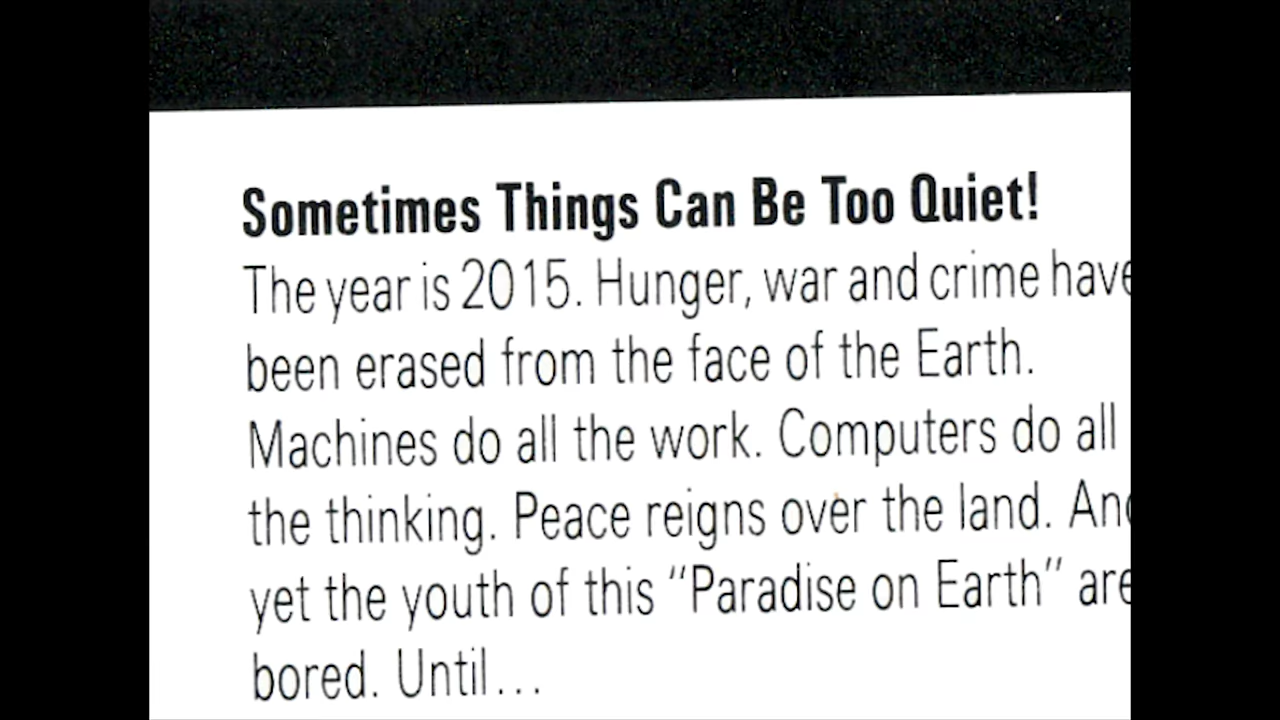 Sometimes Things Can Be Too Quiet!
The year is 2015. Hunger, war and crime have
been erased from the face of the Earth.
Machines do all the work. Computers do all
the thinking. Peace reigns over the land. And
yet the youth of this "Paradise on Earth" are
bored. Until...